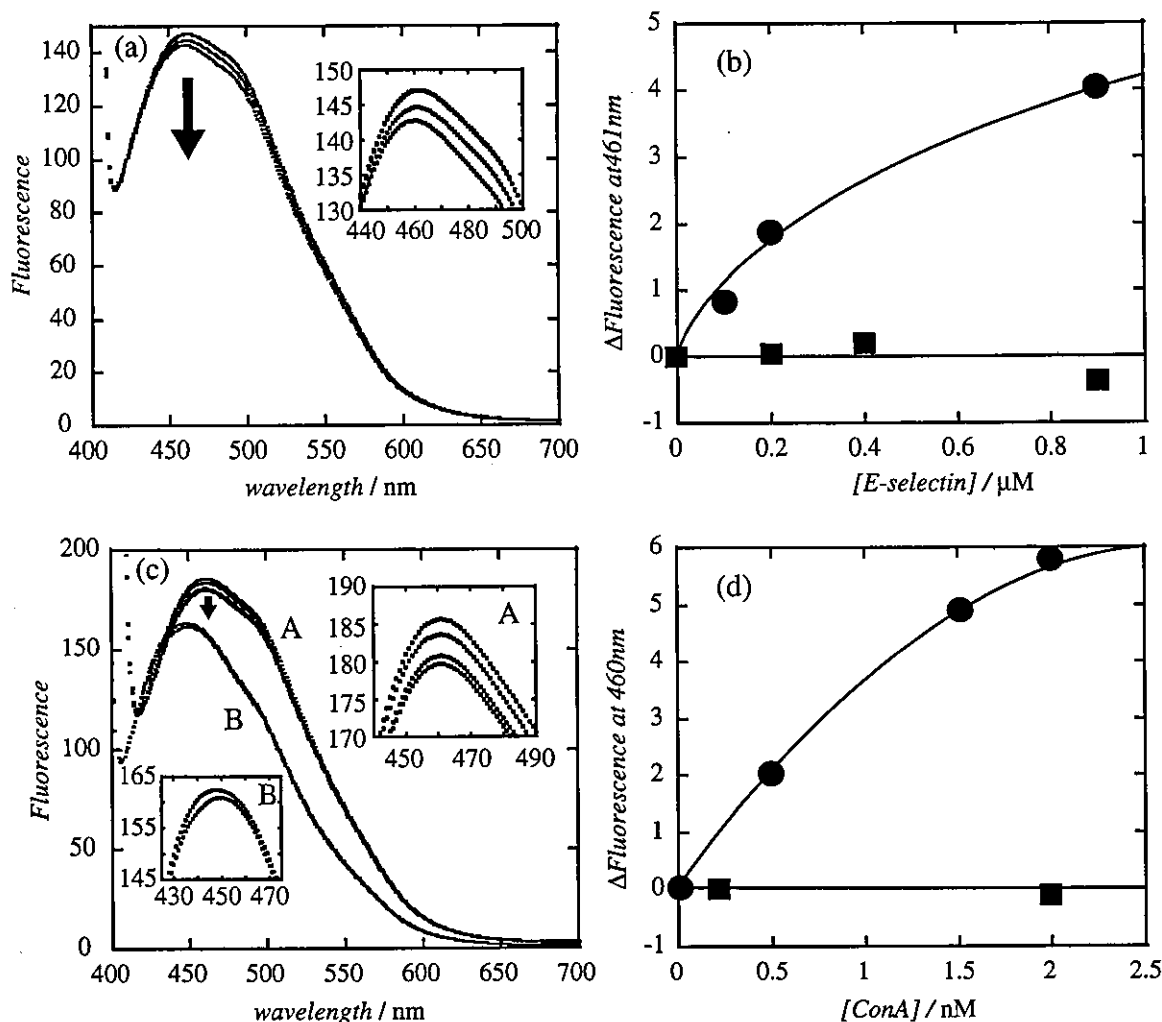 (a)
Fluorescence
140
120
100
80
60
40
20
0
400 450 500 550 600 650 700
wavelength / nm
150
145
140
135
130
440 460 480 500
(b)
ΔFluorescence at461nm
5
4
3
2
1
0
-1
0 0.2 0.4 0.6 0.8 1
[E-selectin] / μM
(c)
Fluorescence
200
150
100
50
0
400 450 500 550 600 650 700
wavelength / nm
A
B
A
190
185
180
175
170
450 470 490
B
165
155
145
430 450 470
(d)
ΔFluorescence at 460nm
6
5
4
3
2
1
0
-1
0 0.5 1.5 2 2.5
[ConA] / nM